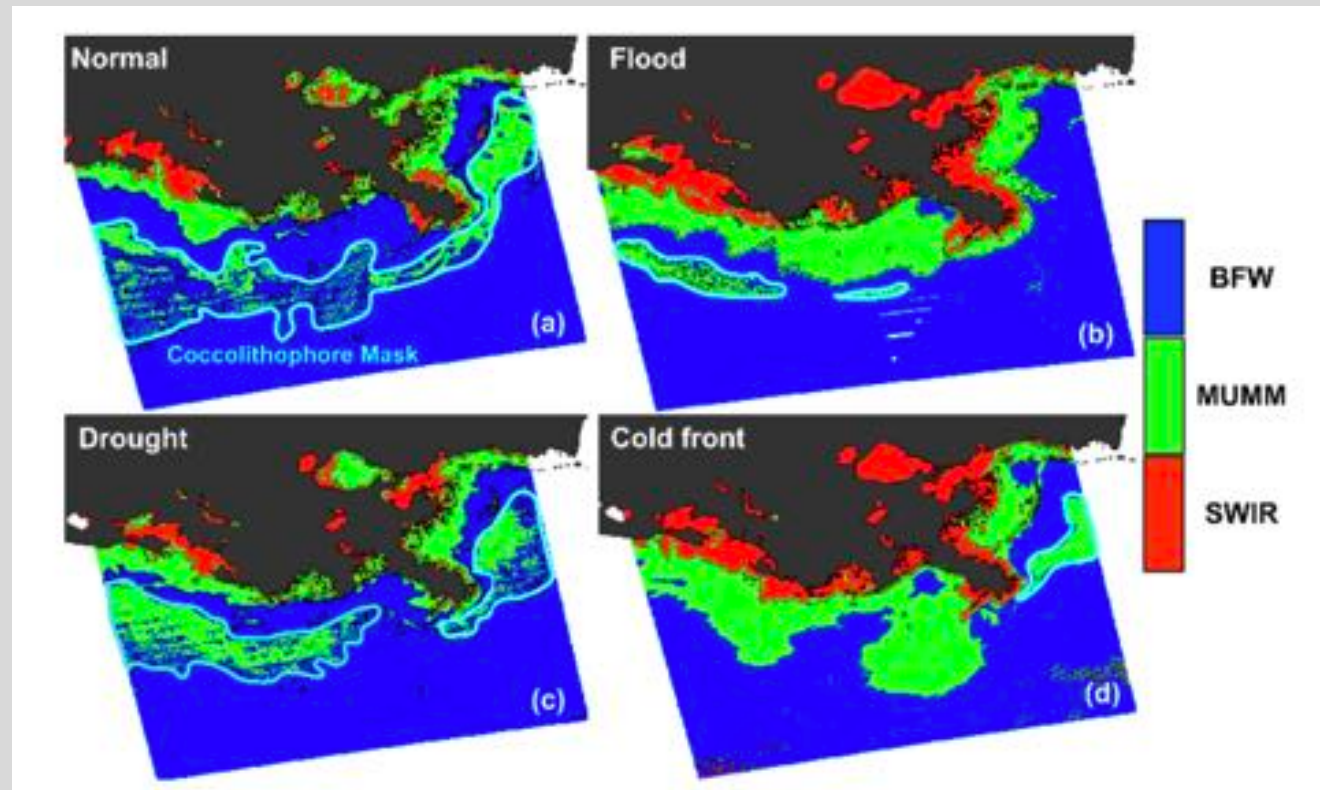 Normal
Flood
(a)
Coccolithophore Mask
(b)
Drought
Cold front
(c)
(d)
BFW
MUMM
SWIR